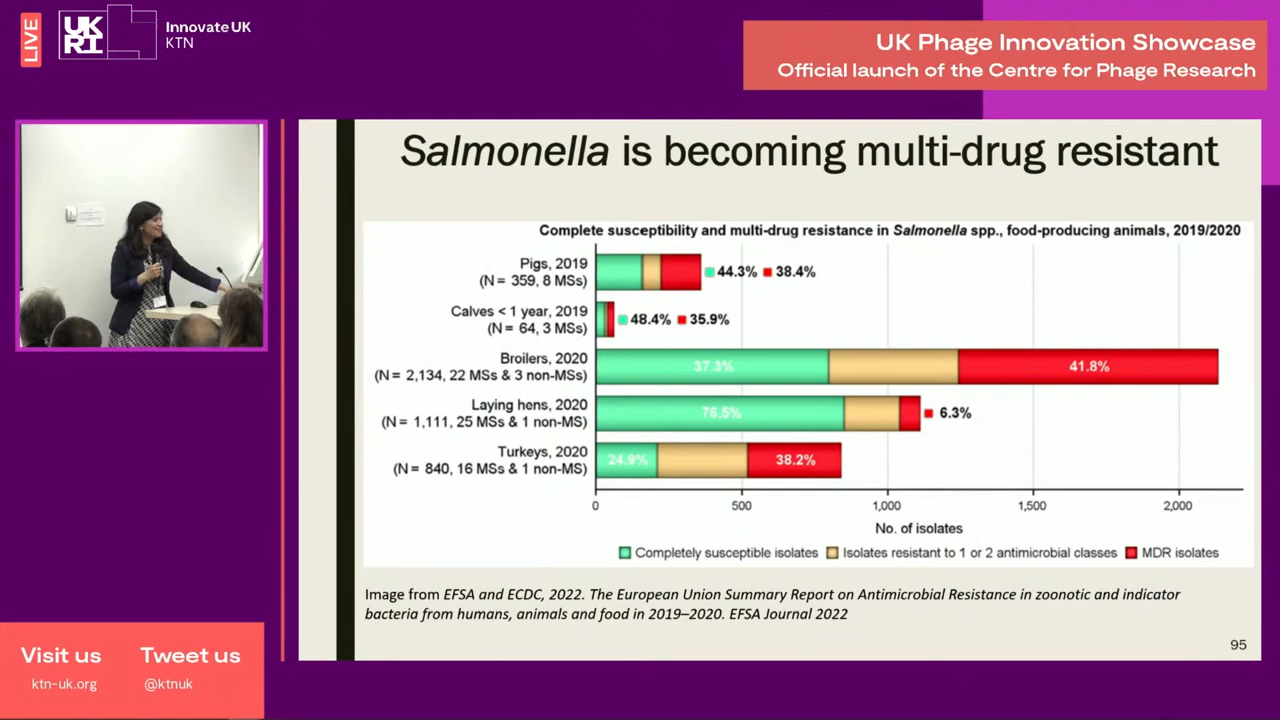 LIVE
UK
RI
Innovate UK
KTN
UK Phage Innovation Showcase
Official launch of the Centre for Phage Research
Salmonella is becoming multi-drug resistant
Complete susceptibility and multi-drug resistance in Salmonella spp., food-producing animals, 2019/2020
Pigs, 2019
(N = 359, 8 MSs)
44.3% 38.4%
Calves < 1 year, 2019
(N = 64, 3 MSs)
48.4% 35.9%
Broilers, 2020
(N = 2,134, 22 MSs & 3 non-MSs)
37.3% 41.8%
Laying hens, 2020
(N = 1,111, 25 MSs & 1 non-MS)
76.5% 6.3%
Turkeys, 2020
(N = 840, 16 MSs & 1 non-MS)
24.9% 38.2%
0 500 1,000 1,500 2,000
No. of isolates
Completely susceptible isolates Isolates resistant to 1 or 2 antimicrobial classes MDR isolates
Image from EFSA and ECDC, 2022. The European Union Summary Report on Antimicrobial Resistance in zoonotic and indicator
bacteria from humans, animals and food in 2019–2020. EFSA Journal 2022
95
Visit us Tweet us
ktn-uk.org @ktnuk